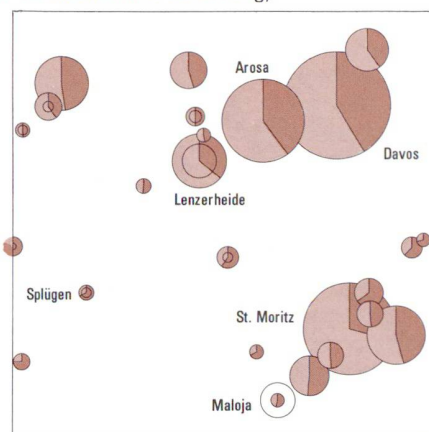 Arosa
Davos
Lenzerheide
Splügen
St. Moritz
Maloja